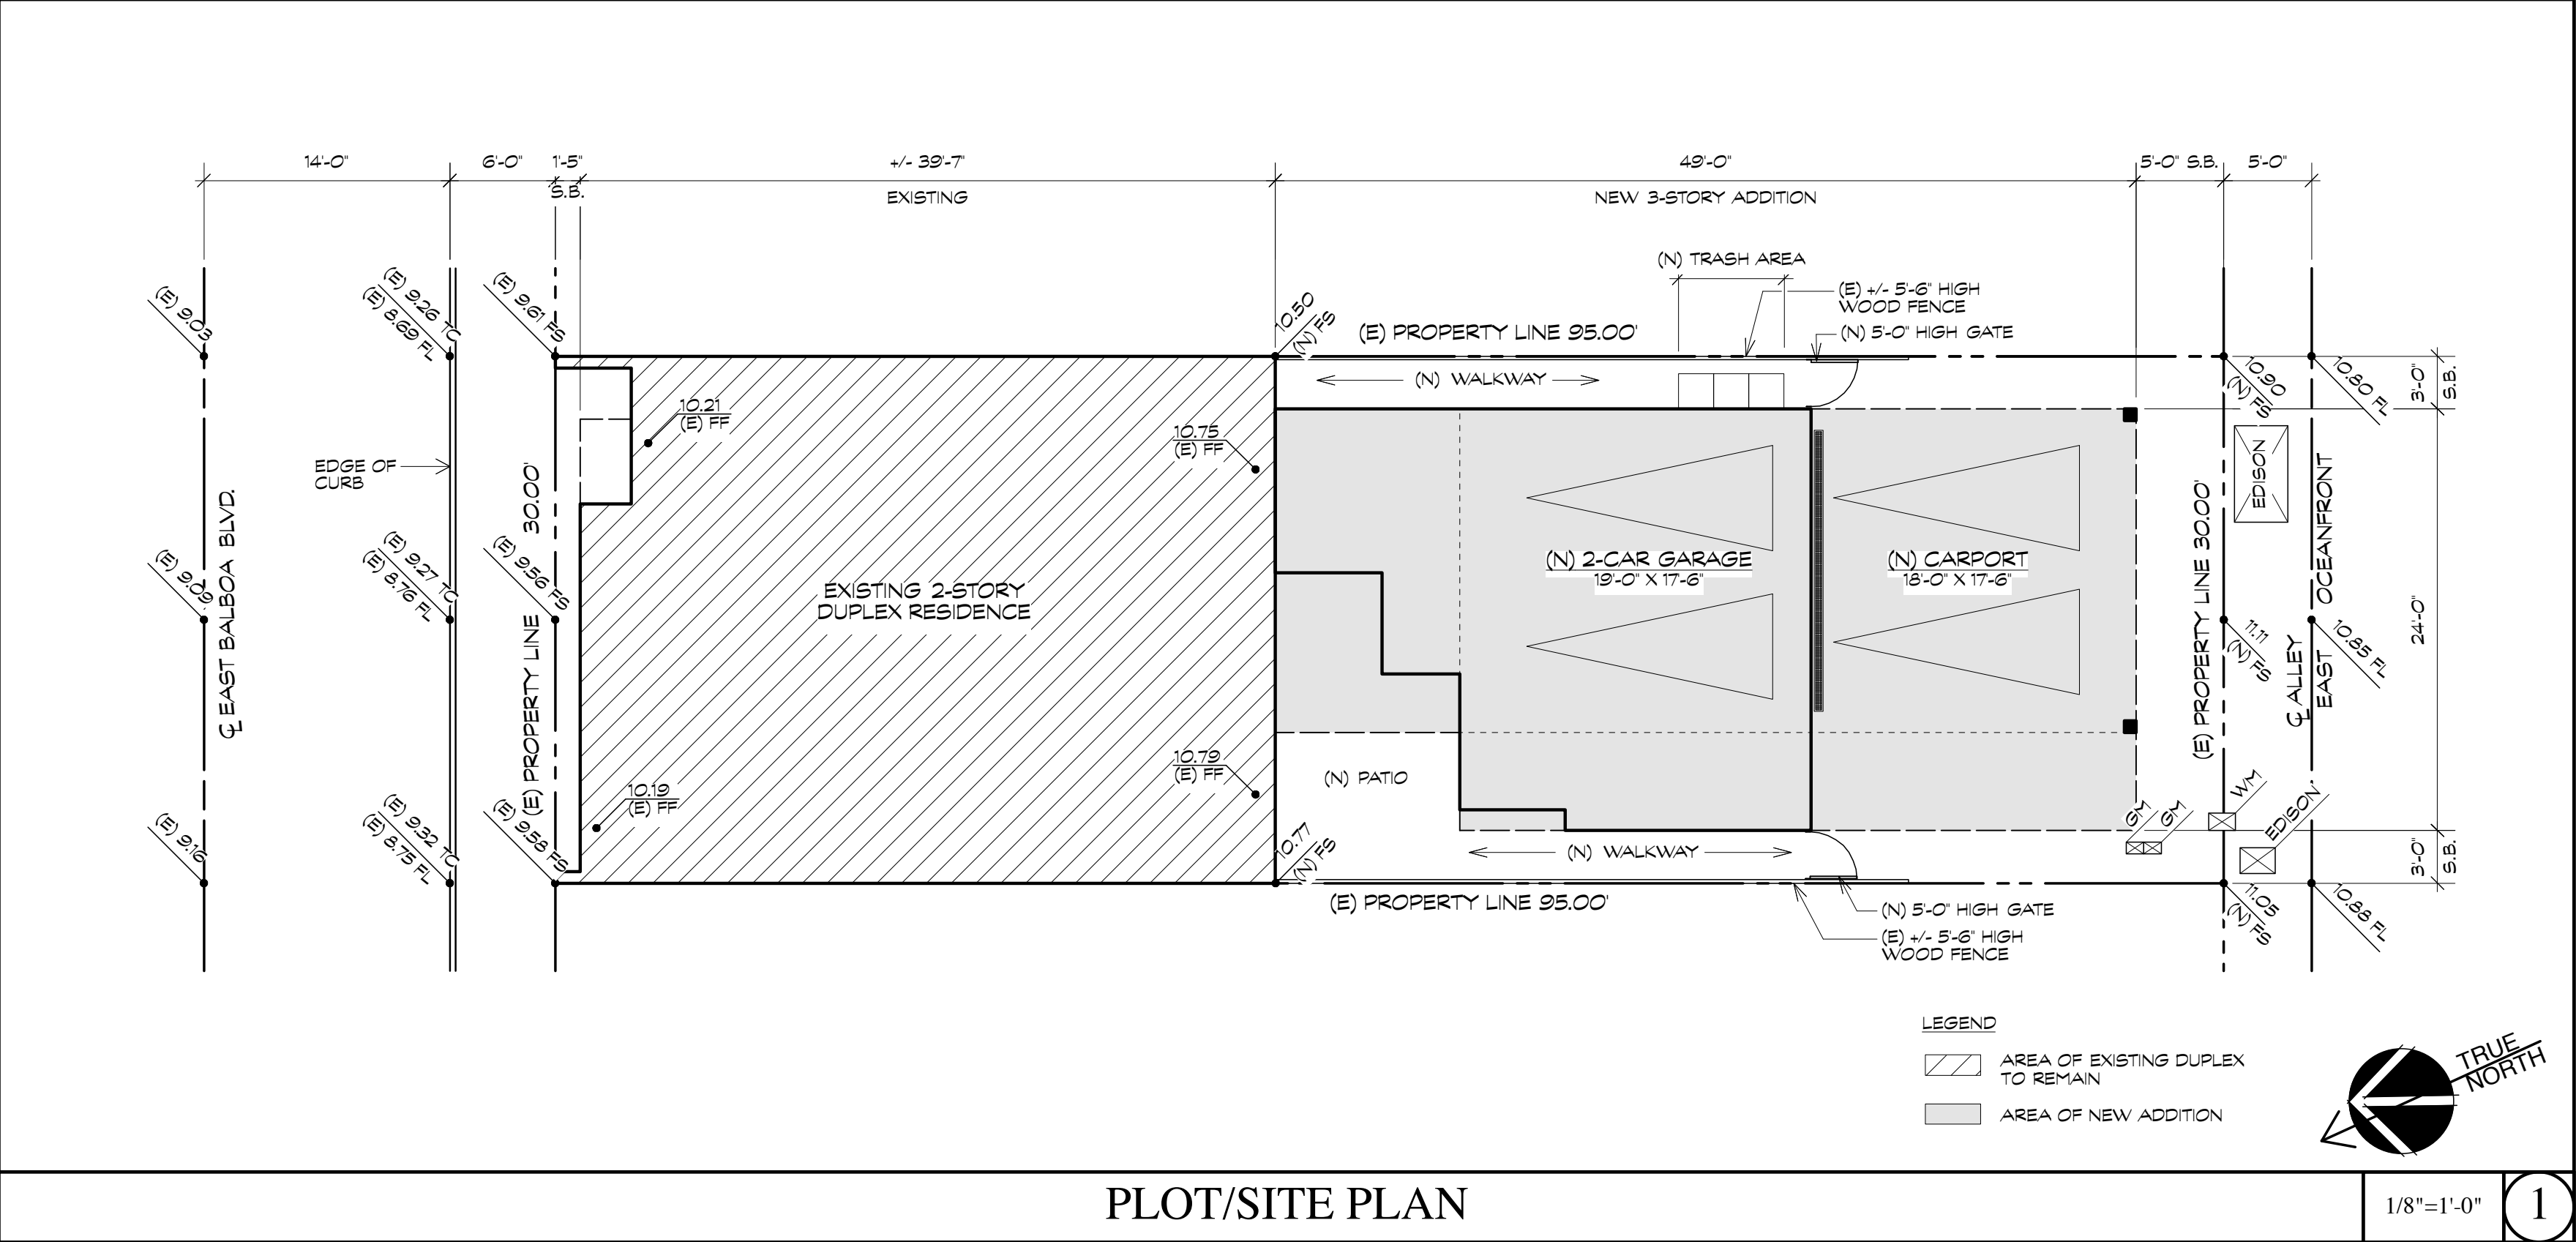 14'-0"
6'-0"
1'-5"
S.B.
+/- 39'-7"
EXISTING
49'-0"
NEW 3-STORY ADDITION
5'-0" S.B.
5'-0"
(N) TRASH AREA
(E) +/- 5'-6" HIGH
WOOD FENCE
(N) 5'-0" HIGH GATE
(E) PROPERTY LINE 95.00'
(E) 9.03
(E) 9.26 TC
(E) 8.69 FL
(E) 9.61 FS
10.50
(N) FS
10.90
(N) FS
10.80 FL
3'-0"
S.B.
(N) WALKWAY
10.21
(E) FF
10.75
(E) FF
EDGE OF
CURB
EDISON
℄ EAST BALBOA BLVD.
(E) PROPERTY LINE 30.00'
(E) 9.09
(E) 9.27 TC
(E) 8.76 FL
(E) 9.56 FS
EXISTING 2-STORY
DUPLEX RESIDENCE
(N) 2-CAR GARAGE
19'-0" X 17'-6"
(N) CARPORT
18'-0" X 17'-6"
(E) PROPERTY LINE 30.00'
11.11
(N) FS
℄ ALLEY
EAST OCEANFRONT
10.85 FL
24'-0"
10.79
(E) FF
(N) PATIO
10.19
(E) FF
(E) 9.16
(E) 9.32 TC
(E) 8.75 FL
(E) 9.58 FS
10.77
(N) FS
(N) WALKWAY
GM
GM
WM
EDISON
3'-0"
S.B.
(E) PROPERTY LINE 95.00'
(N) 5'-0" HIGH GATE
(E) +/- 5'-6" HIGH
WOOD FENCE
11.05
(N) FS
10.88 FL
LEGEND
AREA OF EXISTING DUPLEX
TO REMAIN
AREA OF NEW ADDITION
TRUE
NORTH
PLOT/SITE PLAN
1/8"=1'-0"
1